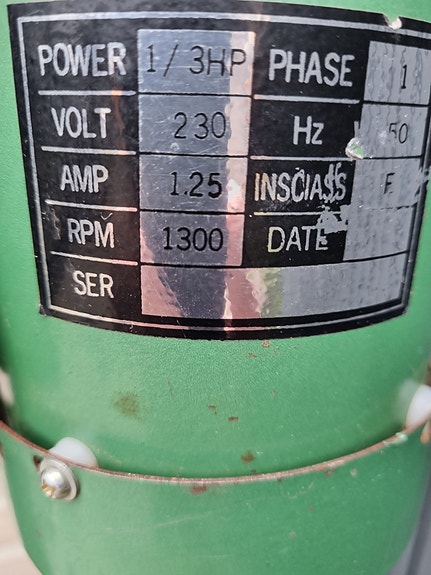 POWER 1/3HP PHASE 1
VOLT 230 Hz 50
AMP 1.25 INSCIASS F
RPM 1300 DATE
SER